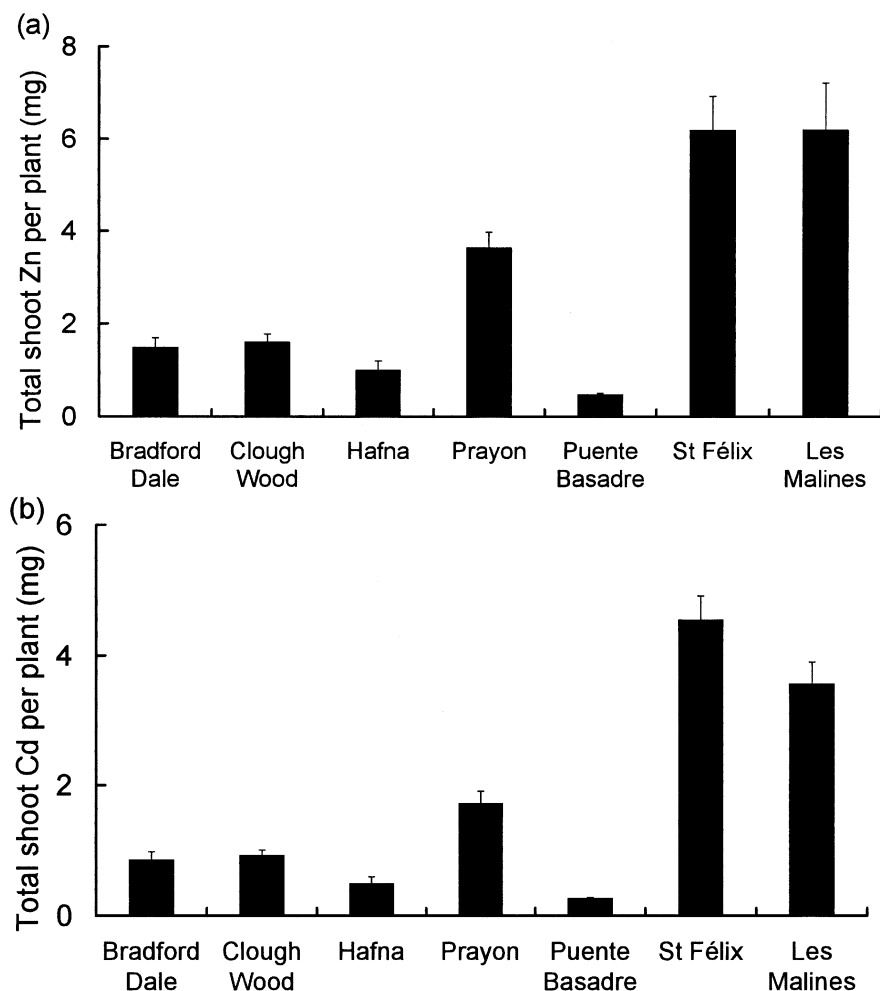 (a)
Total shoot Zn per plant (mg)
8
6
4
2
0
Bradford Dale
Clough Wood
Hafna
Prayon
Puente Basadre
St Félix
Les Malines
(b)
Total shoot Cd per plant (mg)
6
4
2
0
Bradford Dale
Clough Wood
Hafna
Prayon
Puente Basadre
St Félix
Les Malines